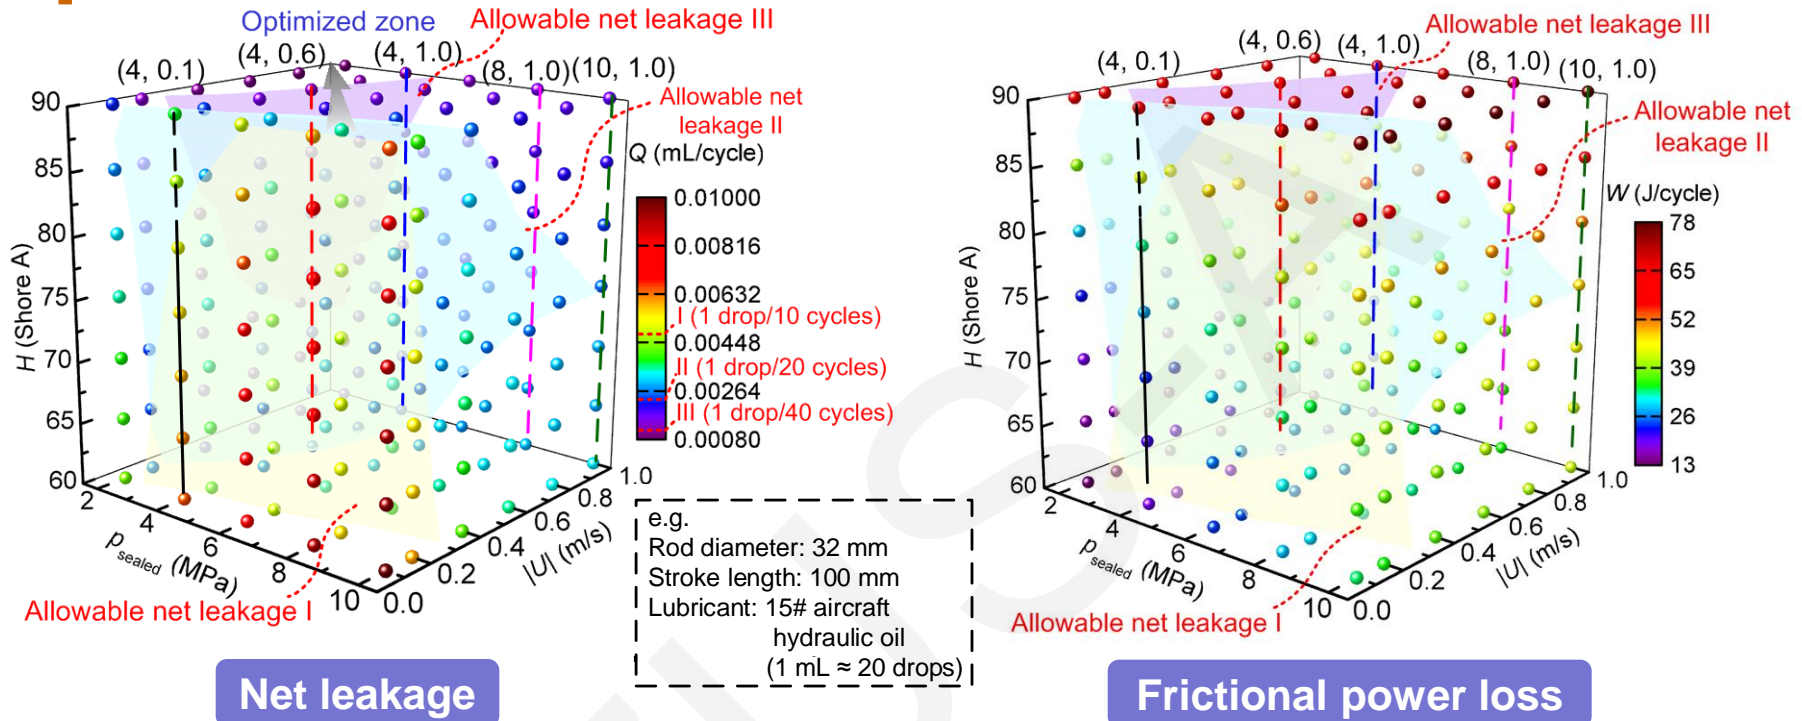 Optimized zone
Allowable net leakage III
(4, 0.1)
(4, 0.6)
(4, 1.0)
(8, 1.0)
(10, 1.0)
Allowable net
leakage II
Q (mL/cycle)
0.01000
0.00816
0.00632
I (1 drop/10 cycles)
0.00448
II (1 drop/20 cycles)
0.00264
III (1 drop/40 cycles)
0.00080
H (Shore A)
90
85
80
75
70
65
60
2
4
6
8
10
psealed (MPa)
0.0
0.2
0.4
0.6
0.8
1.0
|U| (m/s)
Allowable net leakage I
Net leakage
e.g.
Rod diameter: 32 mm
Stroke length: 100 mm
Lubricant: 15# aircraft
hydraulic oil
(1 mL ≈ 20 drops)
Allowable net leakage III
(4, 0.1)
(4, 0.6)
(4, 1.0)
(8, 1.0)
(10, 1.0)
Allowable net
leakage II
W (J/cycle)
78
65
52
39
26
13
H (Shore A)
90
85
80
75
70
65
60
2
4
6
8
10
psealed (MPa)
0.0
0.2
0.4
0.6
0.8
1.0
|U| (m/s)
Allowable net leakage I
Frictional power loss